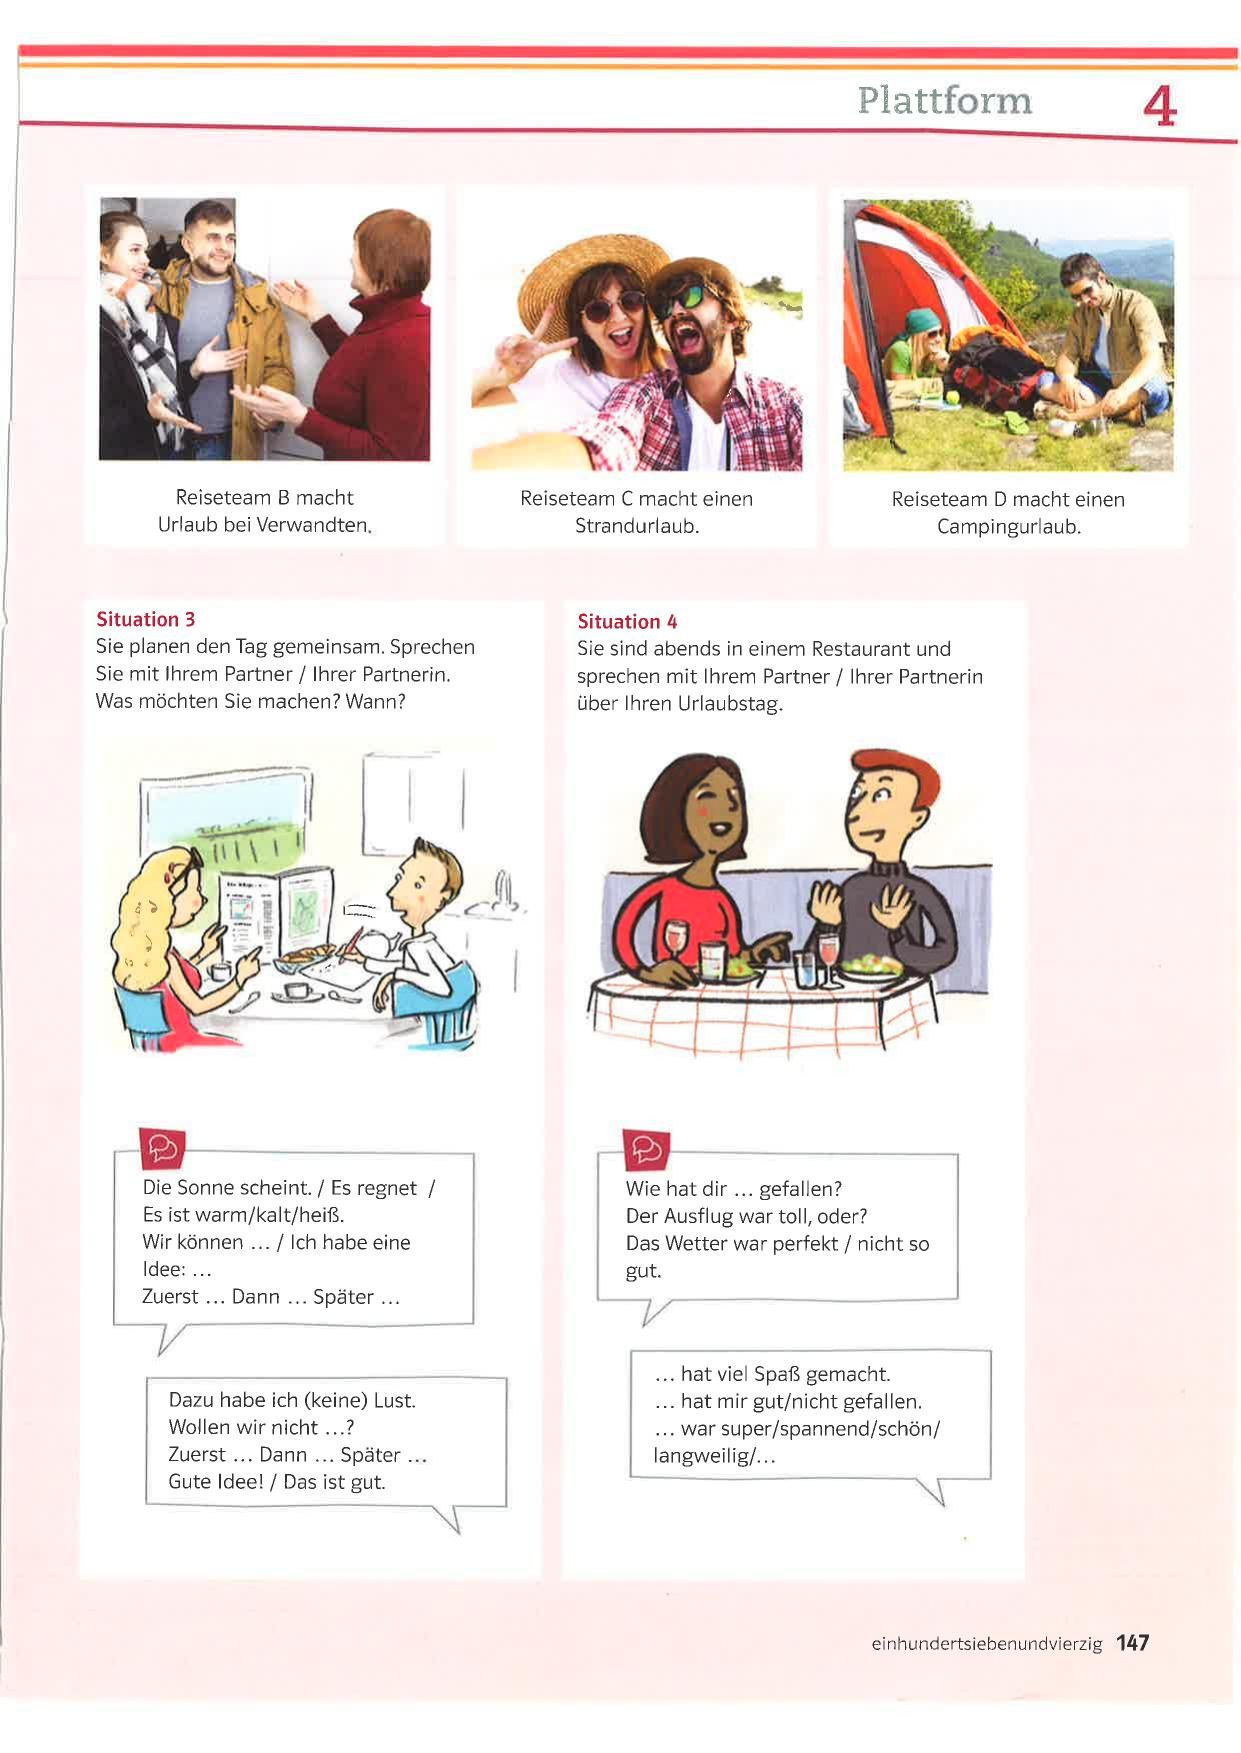 Plattform 4
Reiseteam B macht
Urlaub bei Verwandten.
Reiseteam C macht einen
Strandurlaub.
Reiseteam D macht einen
Campingurlaub.
Situation 3
Sie planen den Tag gemeinsam. Sprechen
Sie mit Ihrem Partner / Ihrer Partnerin.
Was möchten Sie machen? Wann?
Die Sonne scheint. / Es regnet /
Es ist warm/kalt/heiß.
Wir können ... / Ich habe eine
Idee: ...
Zuerst ... Dann ... Später ...
Dazu habe ich (keine) Lust.
Wollen wir nicht ...?
Zuerst ... Dann ... Später ...
Gute Idee! / Das ist gut.
Situation 4
Sie sind abends in einem Restaurant und
sprechen mit Ihrem Partner / Ihrer Partnerin
über Ihren Urlaubstag.
Wie hat dir ... gefallen?
Der Ausflug war toll, oder?
Das Wetter war perfekt / nicht so
gut.
... hat viel Spaß gemacht.
... hat mir gut/nicht gefallen.
... war super/spannend/schön/
langweilig/...
einhundertsiebenundvierzig 147